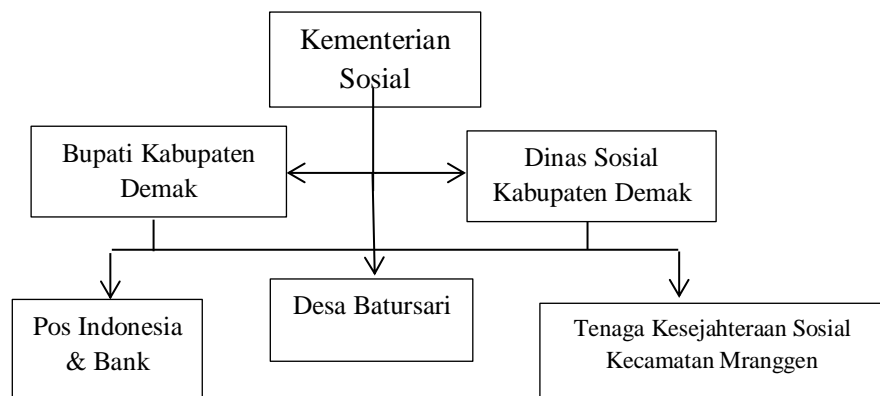 Kementerian
Sosial
Bupati Kabupaten
Demak
Dinas Sosial
Kabupaten Demak
Pos Indonesia
& Bank
Desa Batursari
Tenaga Kesejahteraan Sosial
Kecamatan Mranggen